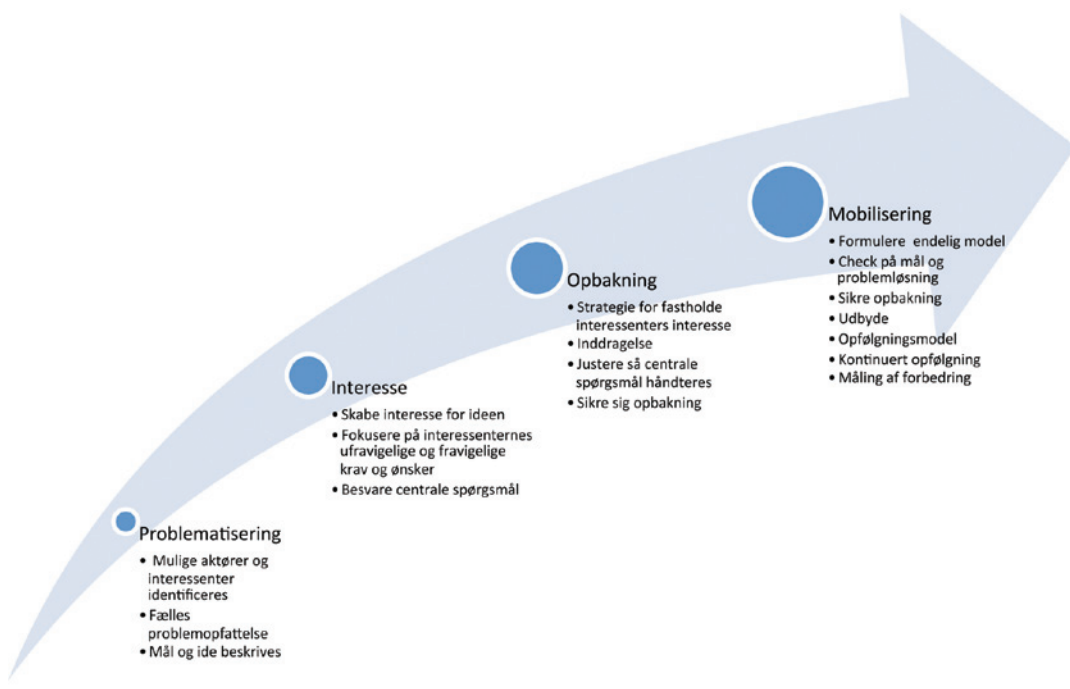 Problematisering
• Mulige aktører og
interessenter
identificeres
• Fælles
problemopfattelse
• Mål og ide beskrives
Interesse
• Skabe interesse for ideen
• Fokusere på interessenternes
ufravigelige og fravigelige
krav og ønsker
• Besvare centrale spørgsmål
Opbakning
• Strategie for fastholde
interessenters interesse
• Inddragelse
• Justere så centrale
spørgsmål håndteres
• Sikre sig opbakning
Mobilisering
• Formulere endelig model
• Check på mål og
problemløsning
• Sikre opbakning
• Udbyde
• Opfølgningsmodel
• Kontinuert opfølgning
• Måling af forbedring